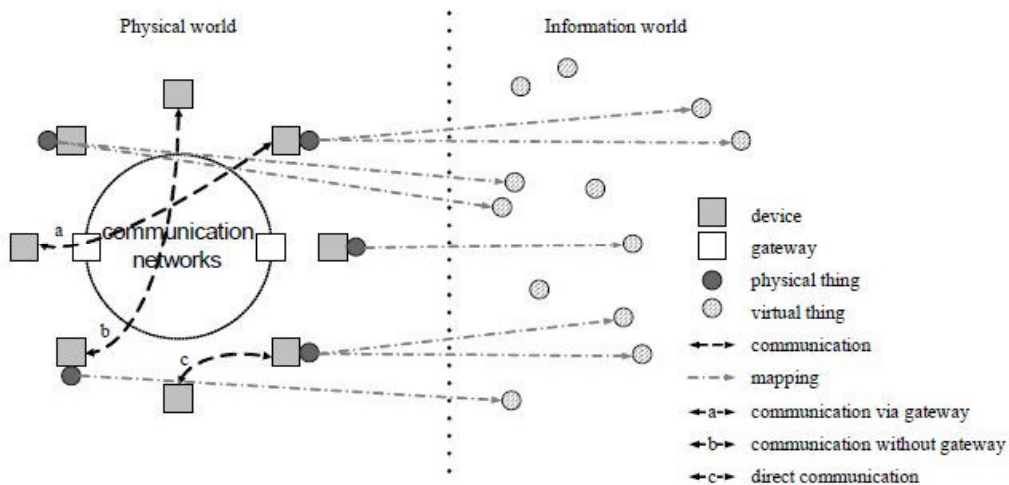 Physical world
Information world
a
communication
networks
b
c
device
gateway
physical thing
virtual thing
communication
mapping
a communication via gateway
b communication without gateway
c direct communication